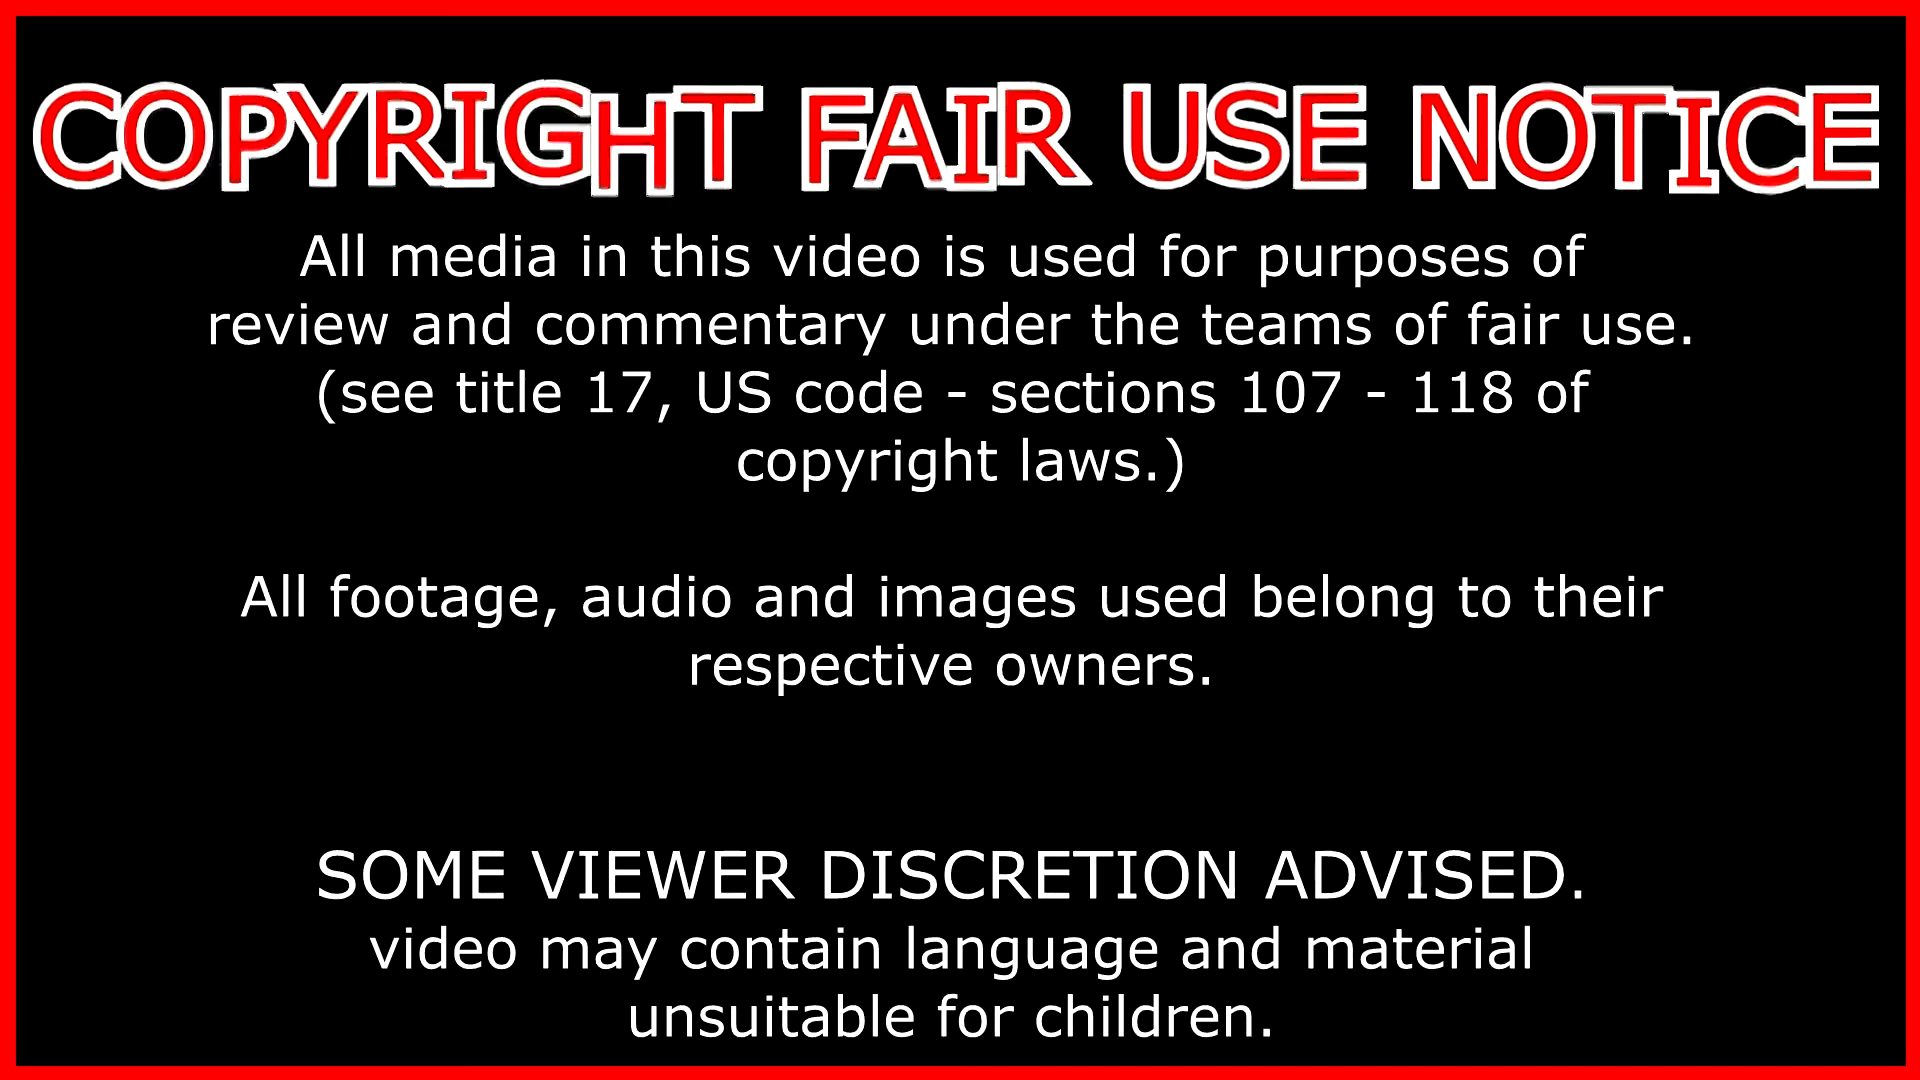 COPYRIGHT FAIR USE NOTICE
All media in this video is used for purposes of
review and commentary under the teams of fair use.
(see title 17, US code - sections 107 - 118 of
copyright laws.)
All footage, audio and images used belong to their
respective owners.
SOME VIEWER DISCRETION ADVISED.
video may contain language and material
unsuitable for children.